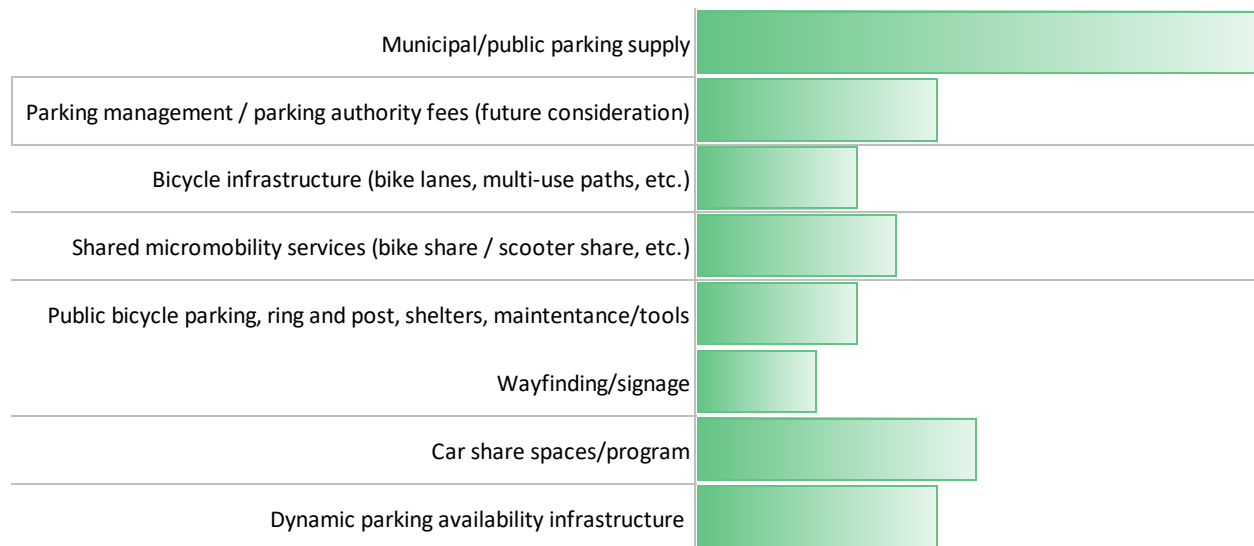 Municipal/public parking supply
Parking management / parking authority fees (future consideration)
Bicycle infrastructure (bike lanes, multi-use paths, etc.)
Shared micromobility services (bike share / scooter share, etc.)
Public bicycle parking, ring and post, shelters, maintentance/tools
Wayfinding/signage
Car share spaces/program
Dynamic parking availability infrastructure